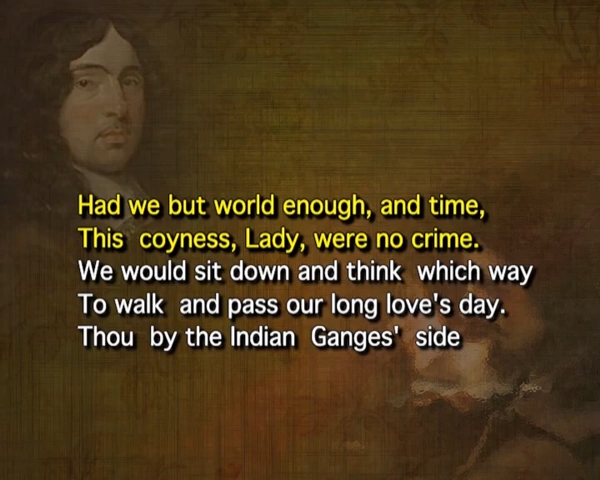 Had we but world enough, and time,
This coyness, Lady, were no crime.
We would sit down and think which way
To walk and pass our long love's day.
Thou by the Indian Ganges' side